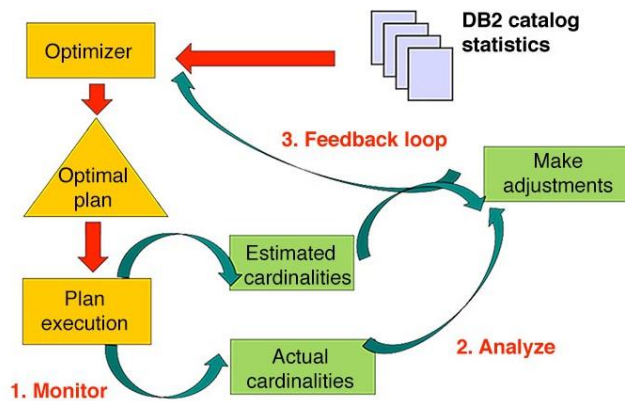 DB2 catalog
statistics
Optimizer
3. Feedback loop
Make
adjustments
Optimal
plan
Estimated
cardinalities
Plan
execution
2. Analyze
Actual
cardinalities
1. Monitor